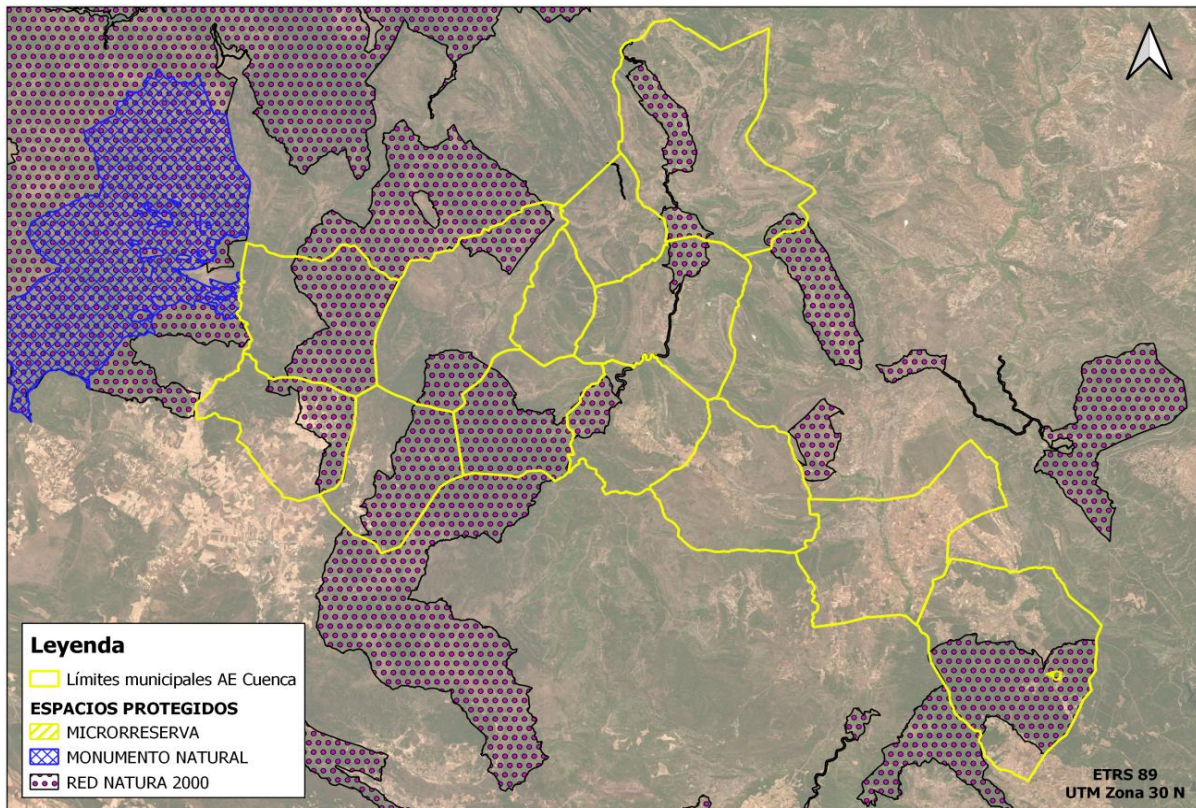 Leyenda
Límites municipales AE Cuenca
ESPACIOS PROTEGIDOS
MICRORRESERVA
MONUMENTO NATURAL
RED NATURA 2000
ETRS 89
UTM Zona 30 N